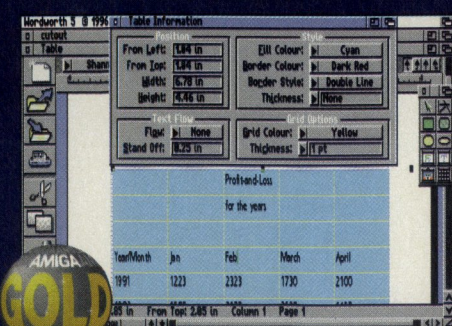 Wordworth 5 © 1996
Table Information
cutout
Table
Position
From Left: 1.84 in
From Top: 1.84 in
Width: 6.78 in
Height: 4.46 in
Style
Fill Colour: Cyan
Border Colour: Dark Red
Border Style: Double Line
Thickness: None
Text Flow
Flow: None
Stand Off: 0.25 in
Grid Options
Grid Colour: Yellow
Thickness: 1 pt
Profit-and-Loss
for the years
Year/Month Jan Feb March April
1991 1223 2323 1730 2100
From Top: 2.85 in Column 1 Page 1
AMIGA
GOLD